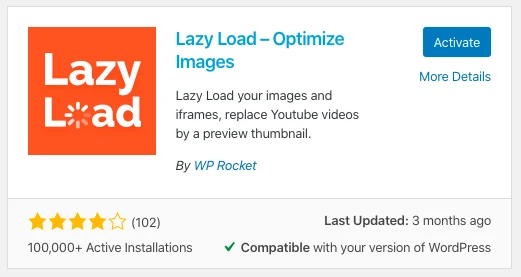 Lazy
Load
Lazy Load – Optimize
Images
Activate
More Details
Lazy Load your images and
iframes, replace Youtube videos
by a preview thumbnail.
By WP Rocket
(102)
Last Updated: 3 months ago
100,000+ Active Installations
Compatible with your version of WordPress